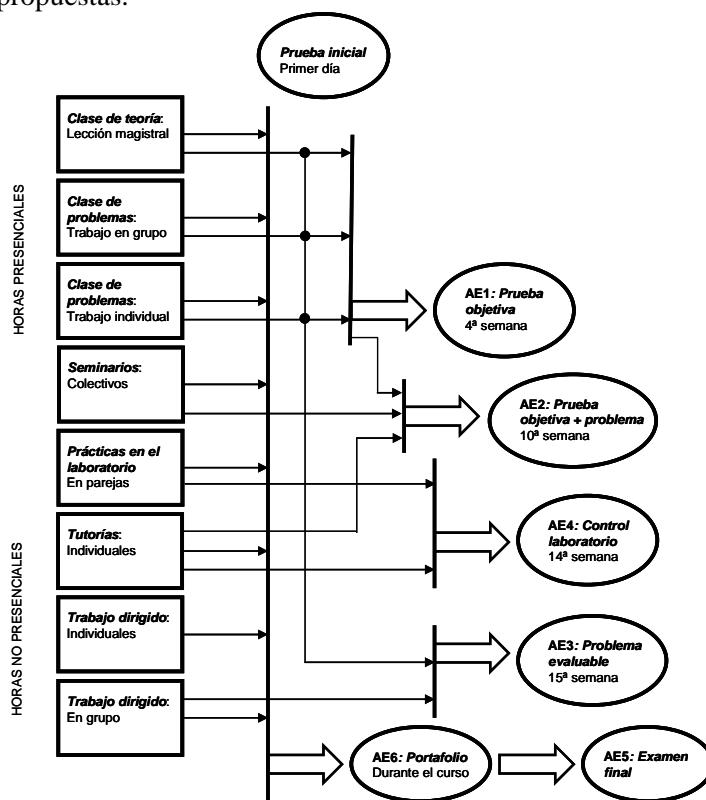 propuestas.
Prueba inicial
Primer día
HORAS PRESENCIALES
Clase de teoría:
Lección magistral
Clase de
problemas:
Trabajo en grupo
Clase de
problemas:
Trabajo individual
AE1: Prueba
objetiva
4ª semana
Seminarios:
Colectivos
AE2: Prueba
objetiva + problema
10ª semana
Prácticas en el
laboratorio
En parejas
HORAS NO PRESENCIALES
Tutorías:
Individuales
AE4: Control
laboratorio
14ª semana
Trabajo dirigido:
Individuales
AE3: Problema
evaluable
15ª semana
Trabajo dirigido:
En grupo
AE6: Portafolio
Durante el curso
AE5: Examen
final